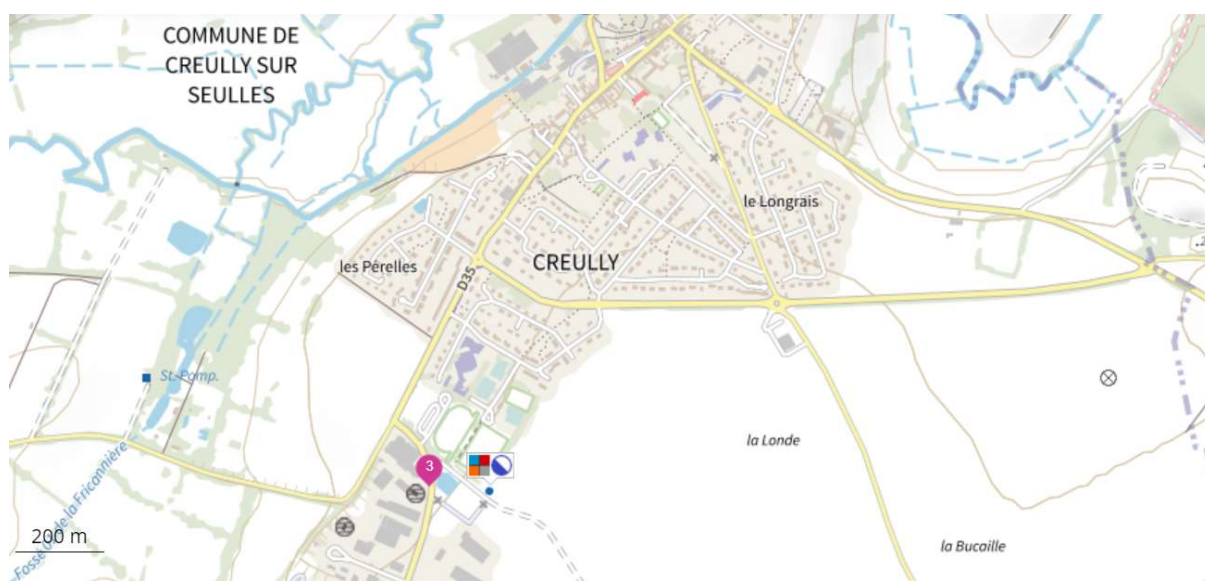 COMMUNE DE
CREULLY SUR
SEULLES
le Longrais
les Pérelles
D35
CREULLY
St. Pomp.
la Londe
3
Fossé
de la Fricannière
la Bucaille
200 m